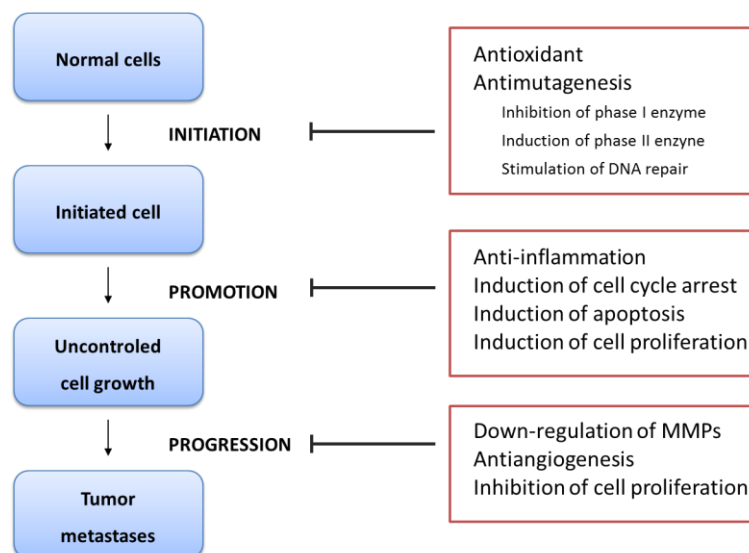 Normal cells
INITIATION
Initiated cell
PROMOTION
Uncontroled
cell growth
PROGRESSION
Tumor
metastases
Antioxidant
Antimutagenesis
Inhibition of phase I enzyme
Induction of phase II enzyne
Stimulation of DNA repair
Anti-inflammation
Induction of cell cycle arrest
Induction of apoptosis
Induction of cell proliferation
Down-regulation of MMPs
Antiangiogenesis
Inhibition of cell proliferation